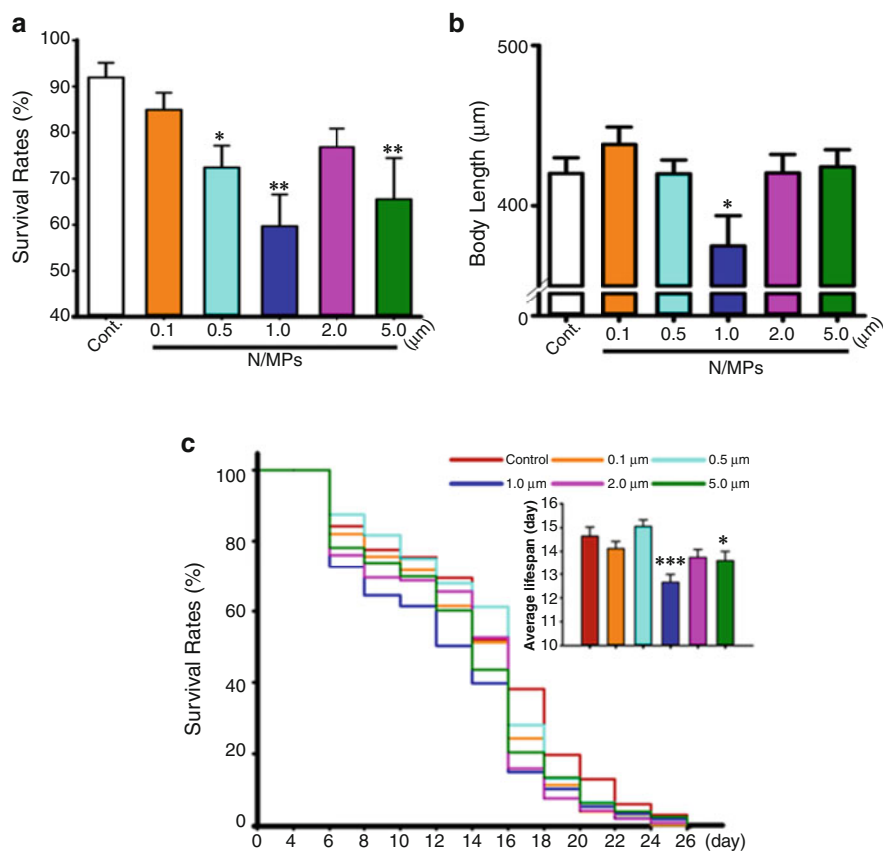 a
Survival Rates (%)
100
90
80
70
60
50
40
*
**
**
Cont.
0.1
0.5
1.0
2.0
5.0
(μm)
N/MPs
b
Body Length (μm)
500
400
0
*
Cont.
0.1
0.5
1.0
2.0
5.0
(μm)
N/MPs
c
Survival Rates (%)
100
80
60
40
20
0
0 4 6 8 10 12 14 16 18 20 22 24 26 (day)
Control 0.1 μm 0.5 μm
1.0 μm 2.0 μm 5.0 μm
Average lifespan (day)
16
15
14
13
12
11
10
***
*